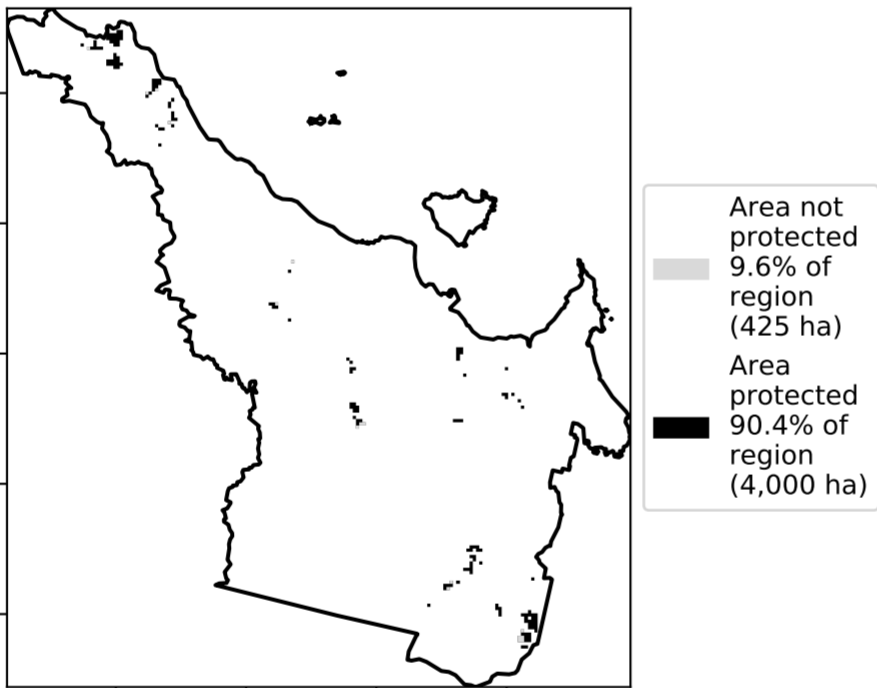 Area not
protected
9.6% of
region
(425 ha)
Area
protected
90.4% of
region
(4,000 ha)